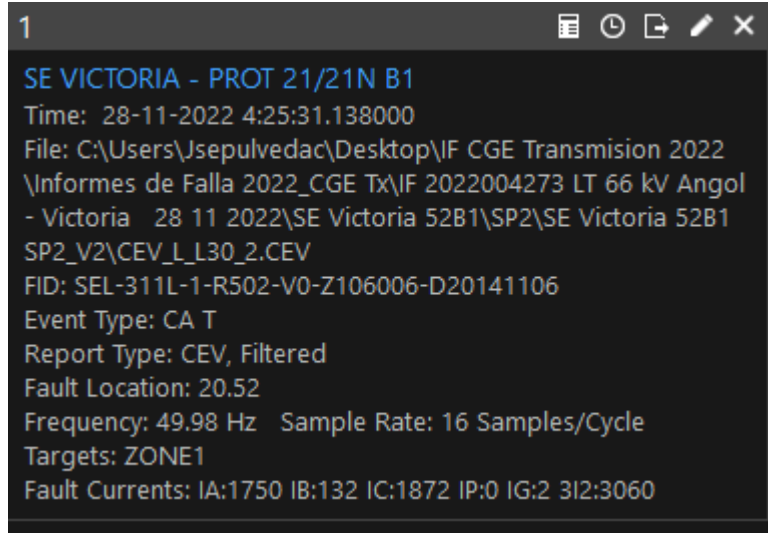 1
SE VICTORIA - PROT 21/21N B1
Time:  28-11-2022 4:25:31.138000
File: C:\Users\Jsepulvedac\Desktop\IF CGE Transmision 2022
\Informes de Falla 2022_CGE Tx\IF 2022004273 LT 66 kV Angol
- Victoria   28 11 2022\SE Victoria 52B1\SP2\SE Victoria 52B1
SP2_V2\CEV_L_L30_2.CEV
FID: SEL-311L-1-R502-V0-Z106006-D20141106
Event Type: CA T
Report Type: CEV, Filtered
Fault Location: 20.52
Frequency: 49.98 Hz   Sample Rate: 16 Samples/Cycle
Targets: ZONE1
Fault Currents: IA:1750 IB:132 IC:1872 IP:0 IG:2 3I2:3060